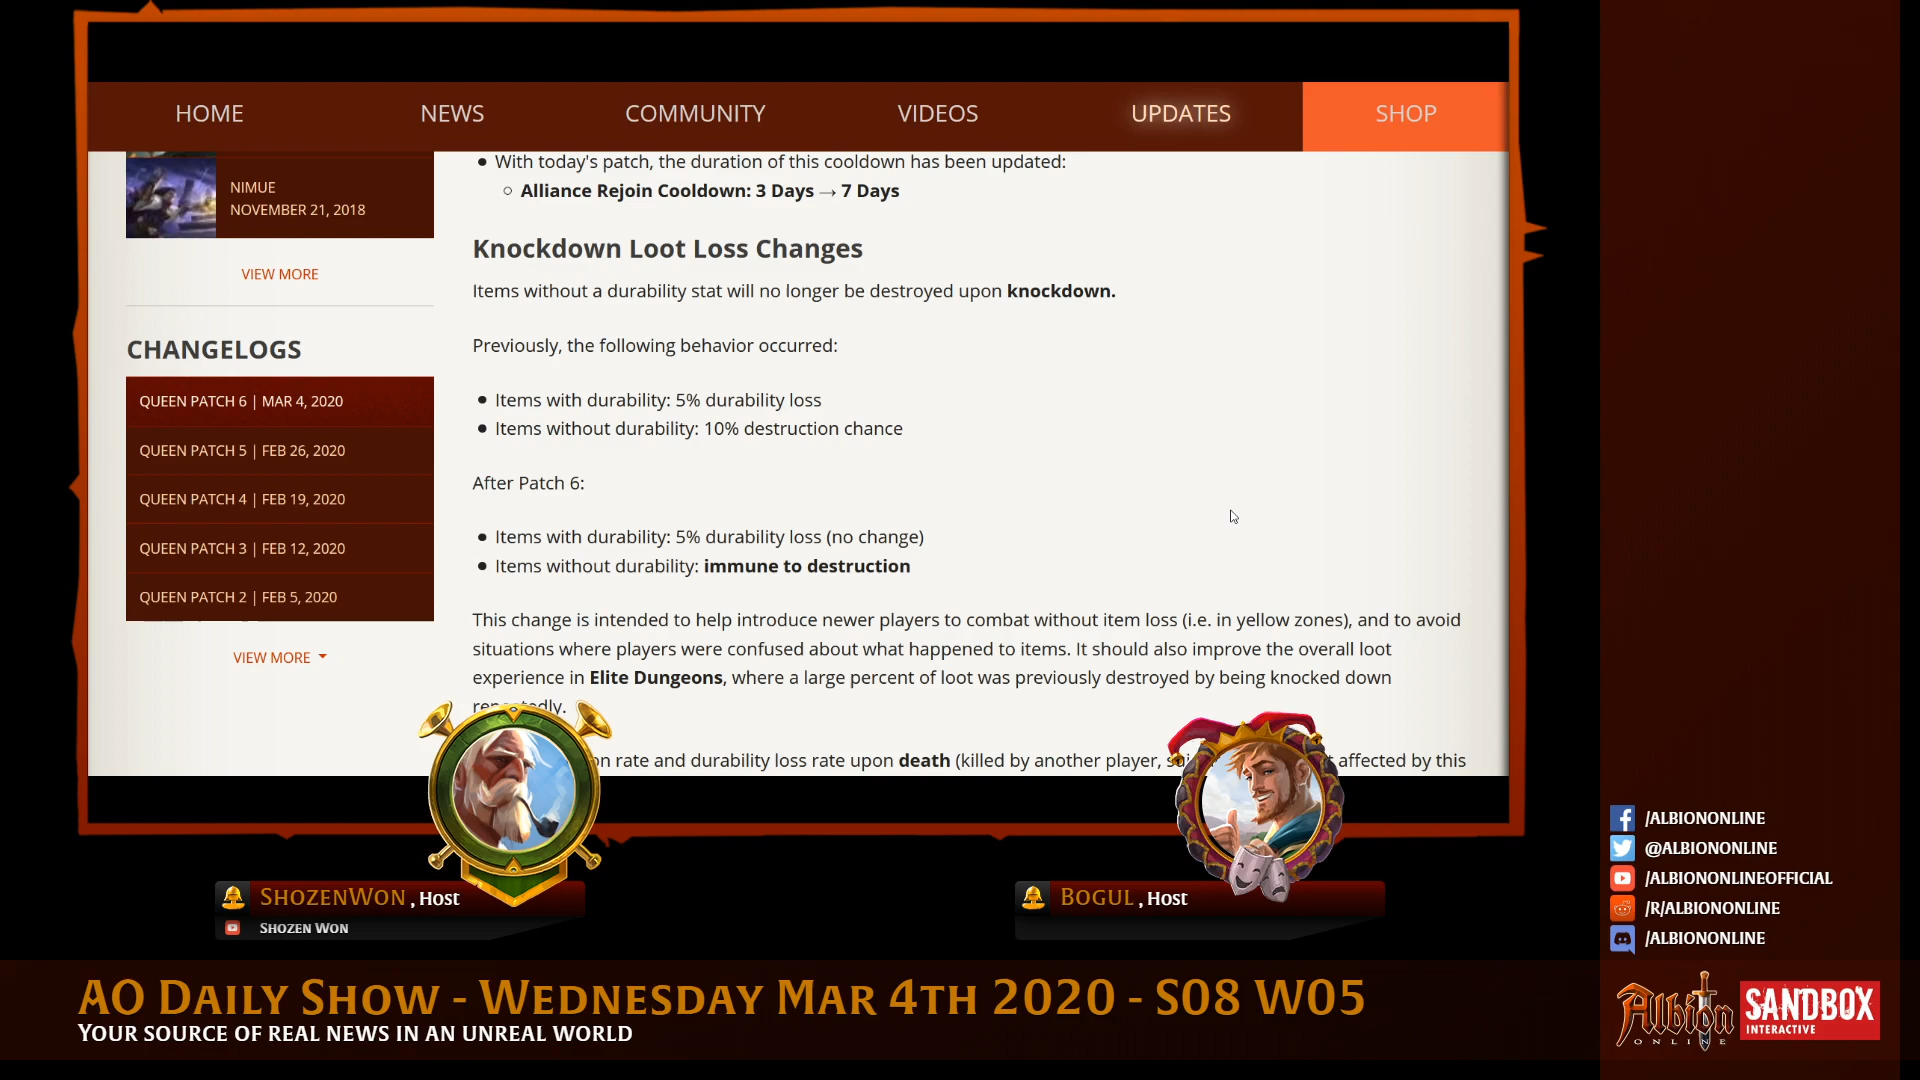 HOME NEWS COMMUNITY VIDEOS UPDATES SHOP
NIMUE
NOVEMBER 21, 2018
VIEW MORE
CHANGELOGS
QUEEN PATCH 6 | MAR 4, 2020
QUEEN PATCH 5 | FEB 26, 2020
QUEEN PATCH 4 | FEB 19, 2020
QUEEN PATCH 3 | FEB 12, 2020
QUEEN PATCH 2 | FEB 5, 2020
VIEW MORE
• With today's patch, the duration of this cooldown has been updated:
○ Alliance Rejoin Cooldown: 3 Days → 7 Days
Knockdown Loot Loss Changes
Items without a durability stat will no longer be destroyed upon knockdown.
Previously, the following behavior occurred:
• Items with durability: 5% durability loss
• Items without durability: 10% destruction chance
After Patch 6:
• Items with durability: 5% durability loss (no change)
• Items without durability: immune to destruction
This change is intended to help introduce newer players to combat without item loss (i.e. in yellow zones), and to avoid
situations where players were confused about what happened to items. It should also improve the overall loot
experience in Elite Dungeons, where a large percent of loot was previously destroyed by being knocked down
repeatedly.
rate and durability loss rate upon death (killed by another player, affected by this
SHOZENWON, HOST
SHOZEN WON
BOGUL, HOST
/ALBIONONLINE
@ALBIONONLINE
/ALBIONONLINEOFFICIAL
/R/ALBIONONLINE
/ALBIONONLINE
AO DAILY SHOW - WEDNESDAY MAR 4TH 2020 - S08 W05
YOUR SOURCE OF REAL NEWS IN AN UNREAL WORLD
Albion
ONLINE
SANDBOX
INTERACTIVE